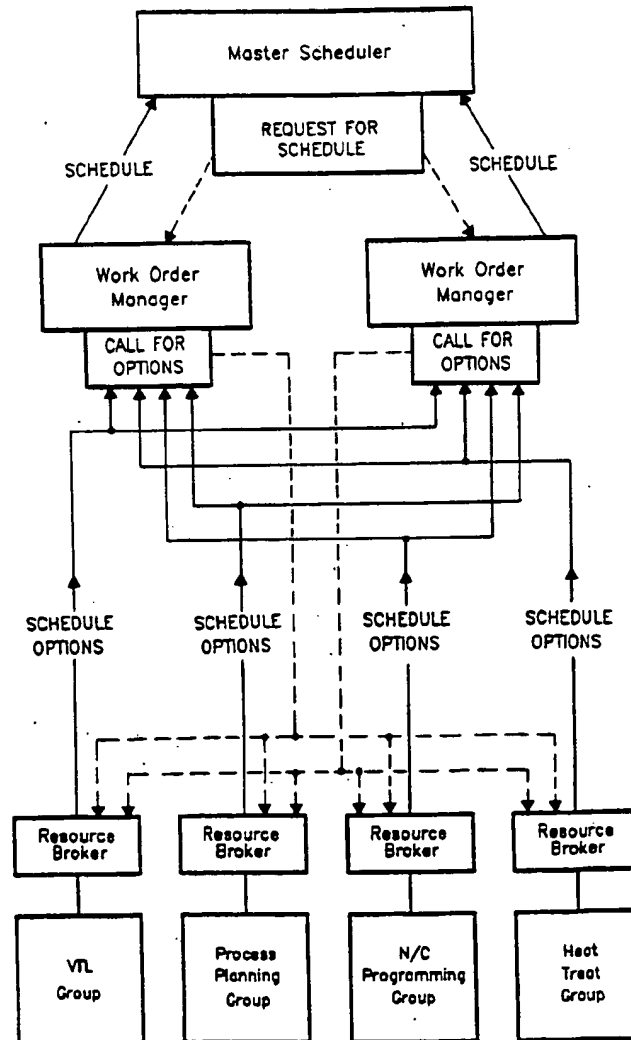 Master Scheduler
REQUEST FOR
SCHEDULE
SCHEDULE
SCHEDULE
Work Order
Manager
Work Order
Manager
CALL FOR
OPTIONS
CALL FOR
OPTIONS
SCHEDULE
OPTIONS
SCHEDULE
OPTIONS
SCHEDULE
OPTIONS
SCHEDULE
OPTIONS
Resource
Broker
Resource
Broker
Resource
Broker
Resource
Broker
VTL
Group
Process
Planning
Group
N/C
Programming
Group
Heat
Treat
Group